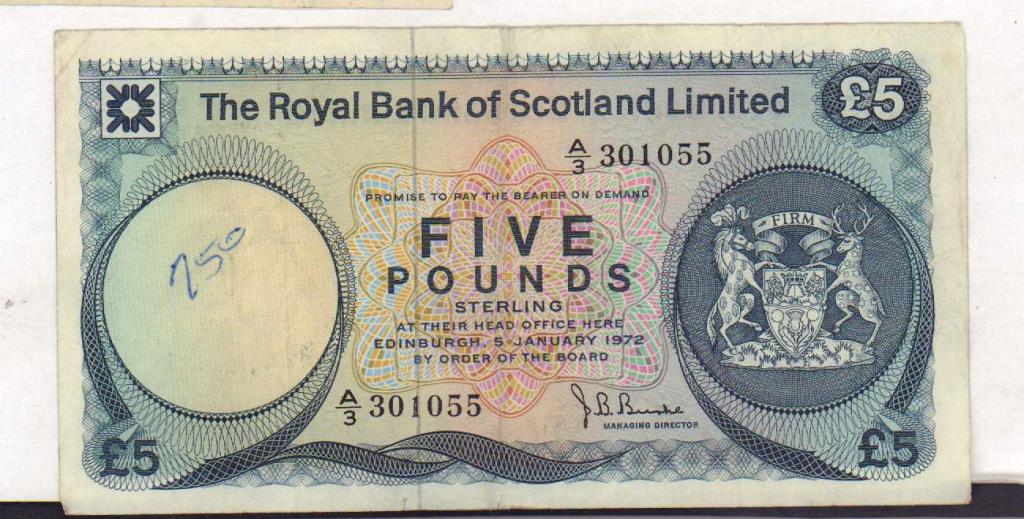 The Royal Bank of Scotland Limited £5
A/3 301055
PROMISE TO PAY THE BEARER ON DEMAND
FIRM
FIVE
750
POUNDS
STERLING
AT THEIR HEAD OFFICE HERE
EDINBURGH, 5 JANUARY 1972
BY ORDER OF THE BOARD
A/3 301055
J. B. Burke
MANAGING DIRECTOR
£5 £5